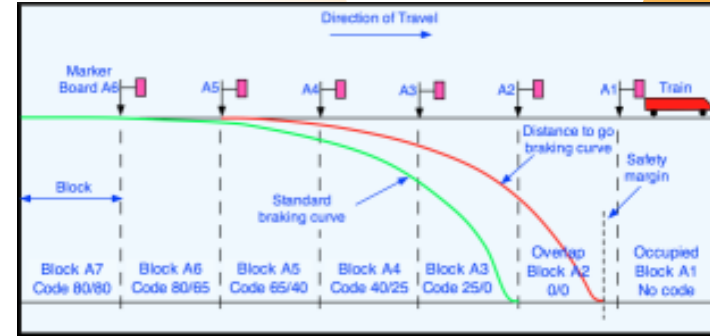 Direction of Travel
Marker
Board A6
A5
A4
A3
A2
A1
Train
Distance to go
braking curve
Safety
margin
Block
Standard
braking curve
Block A7
Code 80/80
Block A6
Code 80/65
Block A5
Code 65/40
Block A4
Code 40/25
Block A3
Code 25/0
Overlap
Block A2
0/0
Occupied
Block A1
No code